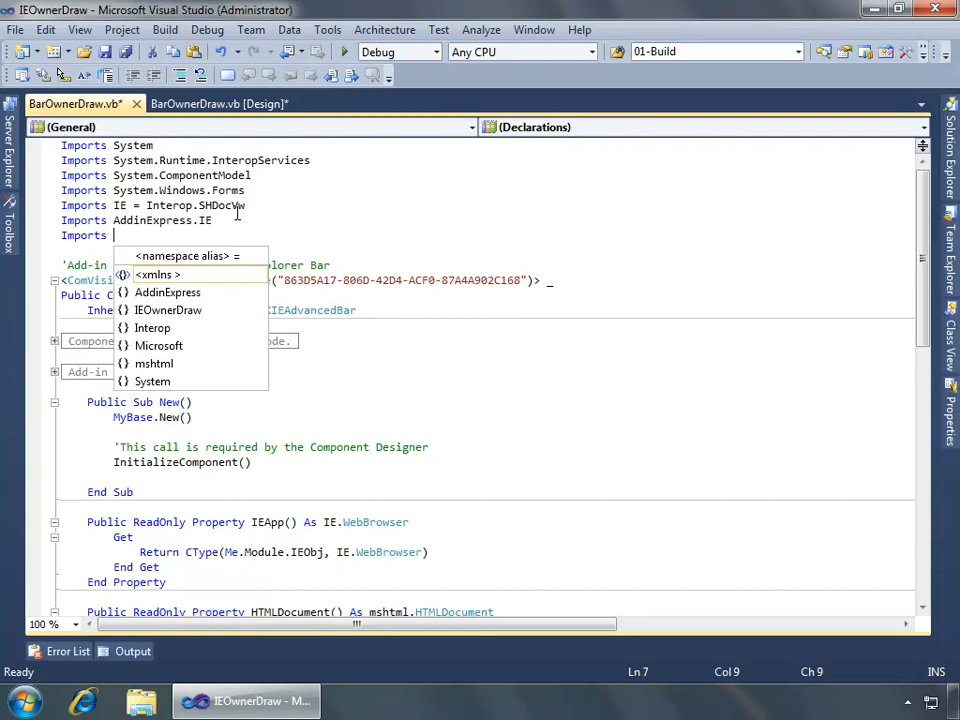 IEOwnerDraw - Microsoft Visual Studio (Administrator)
File Edit View Project Build Debug Team Data Tools Architecture Test Analyze Window Help
Debug Any CPU 01-Build
BarOwnerDraw.vb* BarOwnerDraw.vb [Design]*
(General) (Declarations)
Imports System
Imports System.Runtime.InteropServices
Imports System.ComponentModel
Imports System.Windows.Forms
Imports IE = Interop.SHDocVw
Imports AddinExpress.IE
Imports
<namespace alias> =
'Add-in lorer Bar
<xmlns >
<ComVis ("863D5A17-806D-42D4-ACF0-87A4A902C168")> _
AddinExpress
Public C
IEOwnerDraw
Inhe XIEAdvancedBar
Interop
Compone de.
Microsoft
mshtml
Add-in
System
Public Sub New()
MyBase.New()
'This call is required by the Component Designer
InitializeComponent()
End Sub
Public ReadOnly Property IEApp() As IE.WebBrowser
Get
Return CType(Me.Module.IEObj, IE.WebBrowser)
End Get
End Property
Public ReadOnly Property HTMLDocument() As mshtml.HTMLDocument
100 %
Error List Output
Ready Ln 7 Col 9 Ch 9 INS
IEOwnerDraw - M...
Server Explorer
Toolbox
Solution Explorer
Team Explorer
Class View
Properties